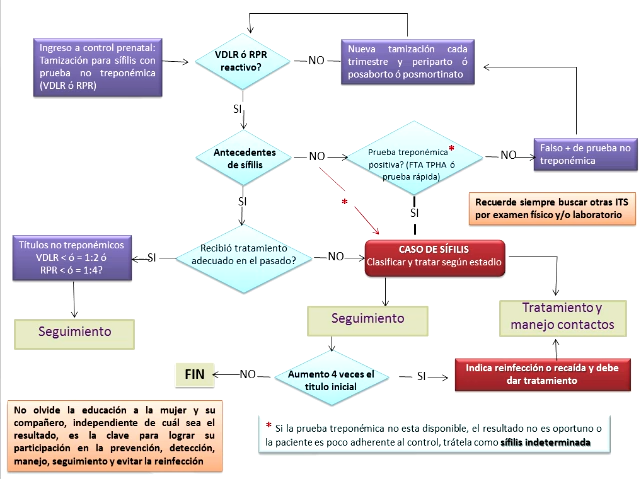 Ingreso a control prenatal:
Tamización para sífilis con
prueba no treponémica
(VDLR ó RPR)
VDLR ó RPR
reactivo?
NO
Nueva tamización cada
trimestre y periparto ó
posaborto ó posmortinato
SI
Antecedentes
de sífilis
NO
Prueba treponémica *
positiva? (FTA TPHA ó
prueba rápida)
NO
Falso + de prueba no
treponémica
*
SI
SI
Recuerde siempre buscar otras ITS
por examen físico y/o laboratorio
Títulos no treponémicos
VDLR < ó = 1:2 ó
RPR < ó = 1:4?
SI
Recibió tratamiento
adecuado en el pasado?
NO
CASO DE SÍFILIS
Clasificar y tratar según estadio
Seguimiento
Seguimiento
Tratamiento y
manejo contactos
FIN
NO
Aumento 4 veces el
titulo inicial
SI
Indica reinfección o recaída y debe
dar tratamiento
No olvide la educación a la mujer y su
compañero, independiente de cuál sea el
resultado, es la clave para lograr su
participación en la prevención, detección,
manejo, seguimiento y evitar la reinfección
* Si la prueba treponémica no esta disponible, el resultado no es oportuno o
la paciente es poco adherente al control, trátela como sífilis indeterminada